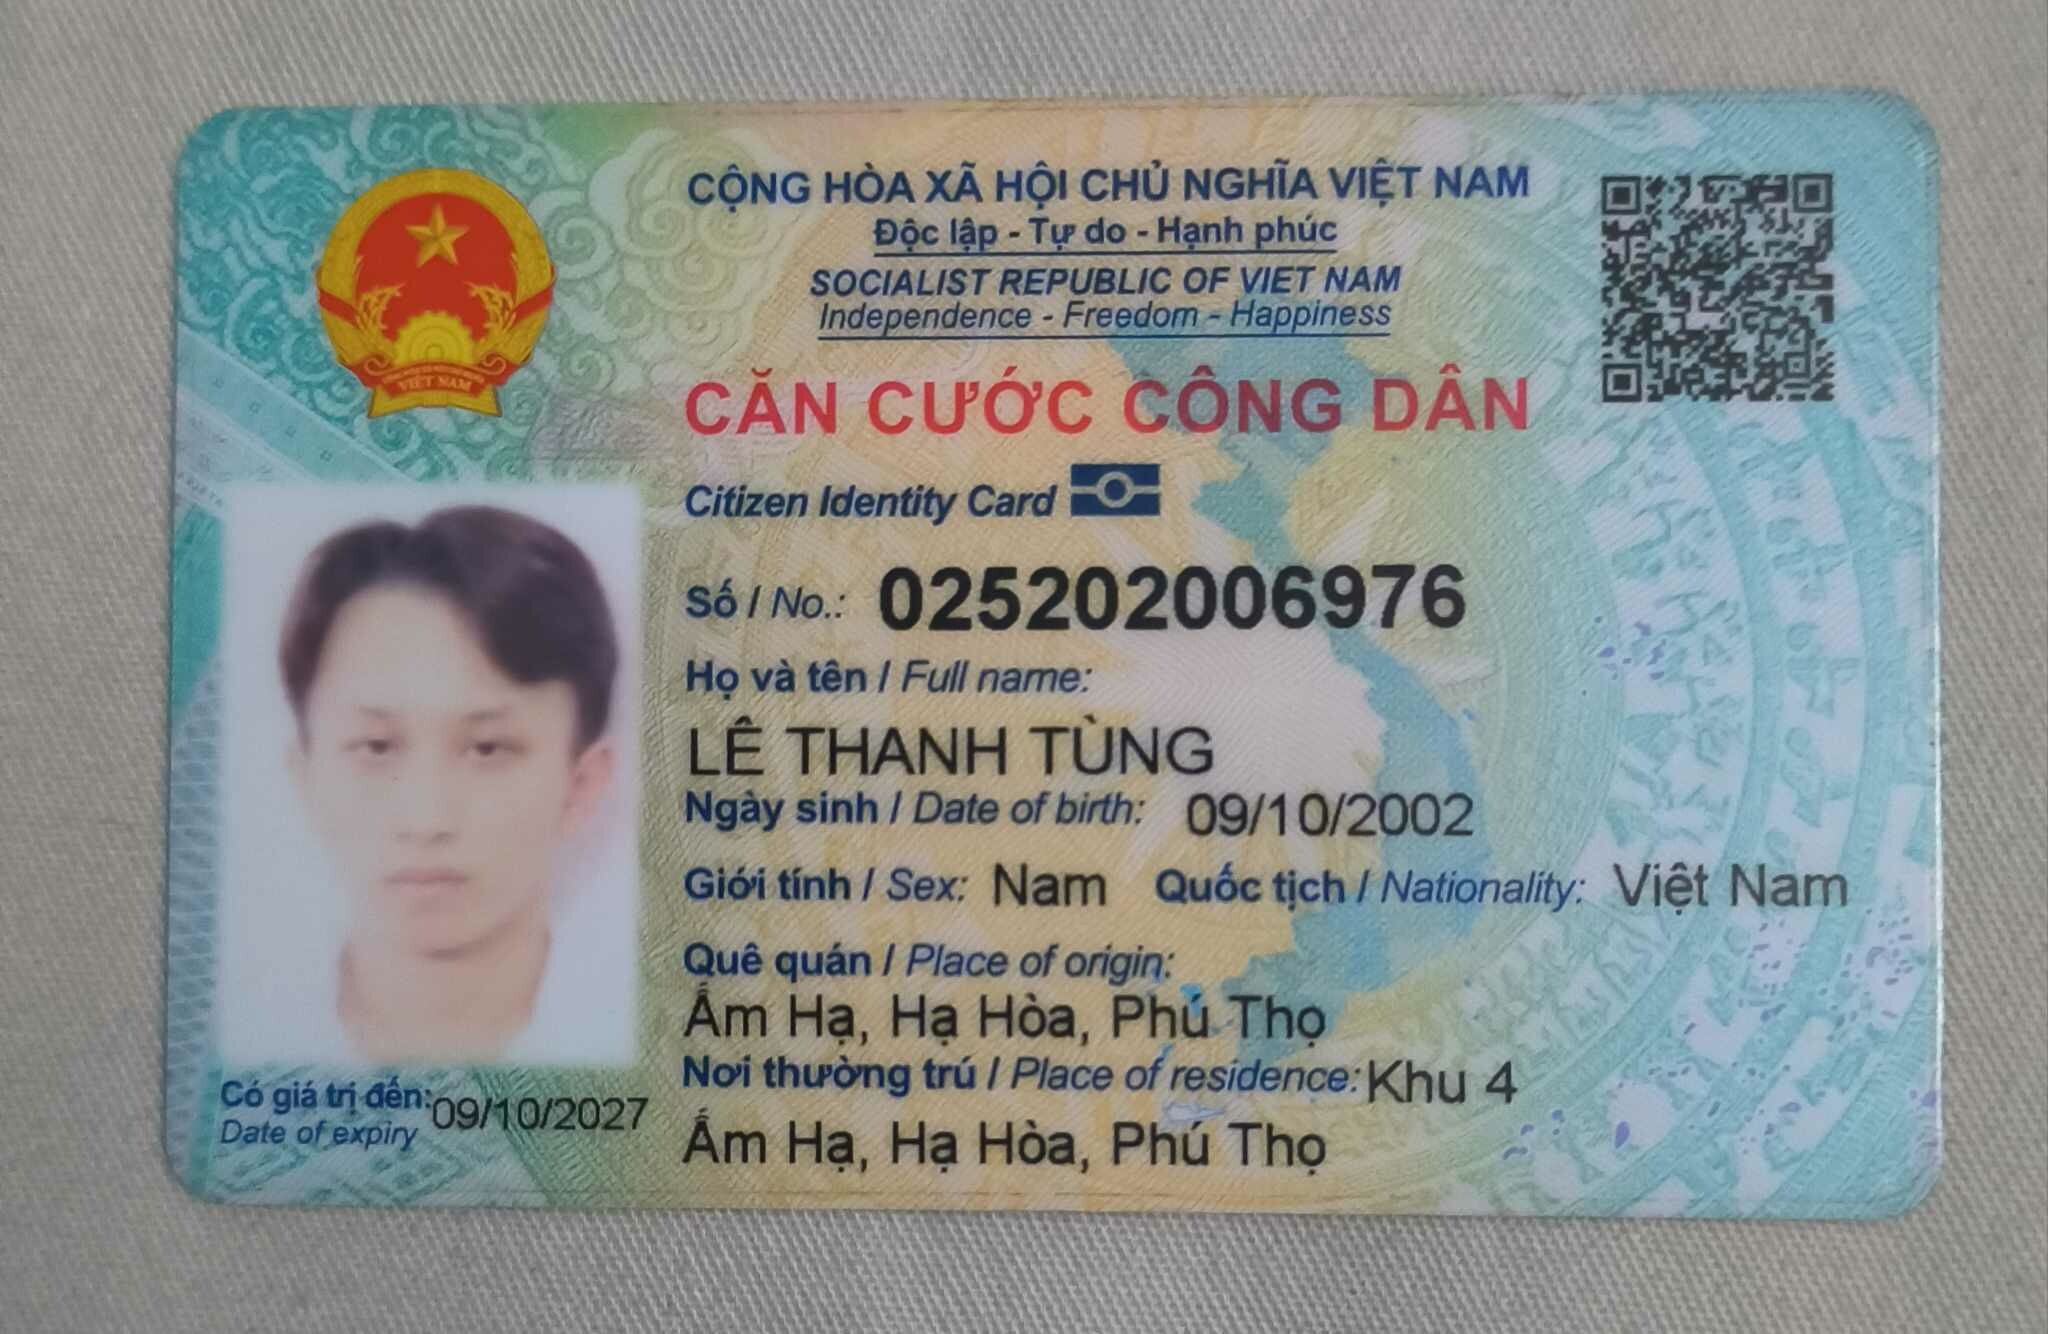 CỘNG HÒA XÃ HỘI CHỦ NGHĨA VIỆT NAM
Độc lập - Tự do - Hạnh phúc
SOCIALIST REPUBLIC OF VIET NAM
Independence - Freedom - Happiness
CĂN CƯỚC CÔNG DÂN
Citizen Identity Card
Số / No.: 025202006976
Họ và tên / Full name:
LÊ THANH TÙNG
Ngày sinh / Date of birth: 09/10/2002
Giới tính / Sex: Nam Quốc tịch / Nationality: Việt Nam
Quê quán / Place of origin:
Ấm Hạ, Hạ Hòa, Phú Thọ
Nơi thường trú / Place of residence: Khu 4
Ấm Hạ, Hạ Hòa, Phú Thọ
Có giá trị đến: 09/10/2027
Date of expiry
VIỆT NAM